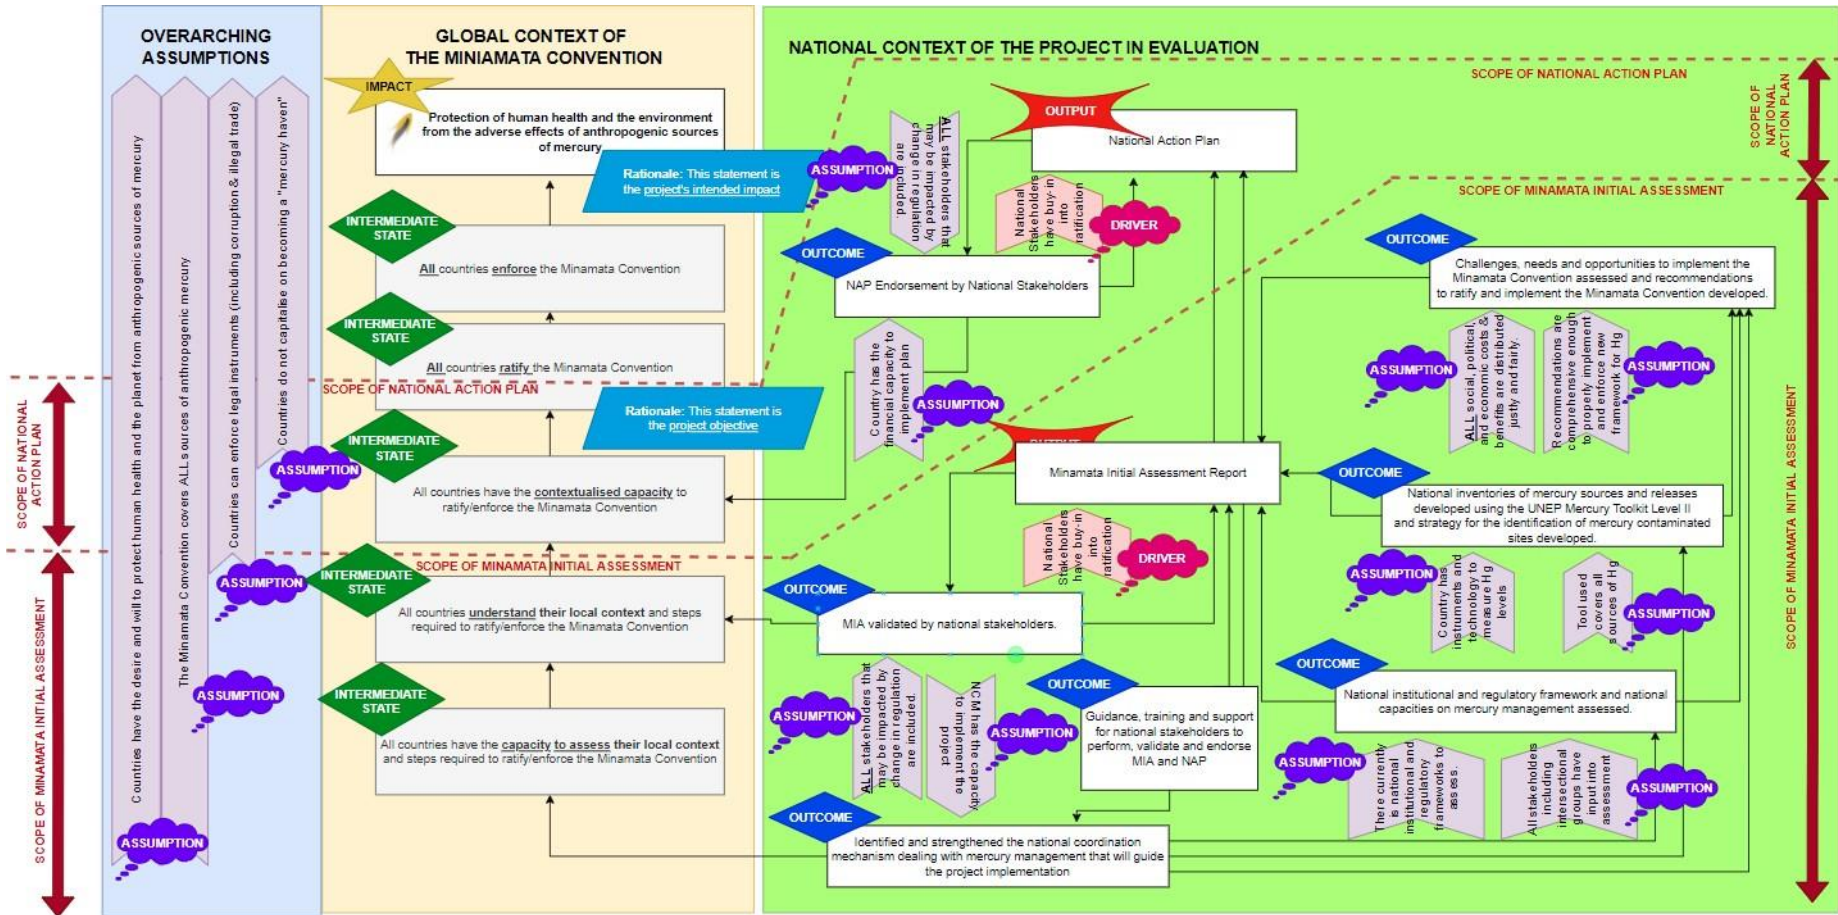 OVERARCHING
ASSUMPTIONS
Countries have the desire and will to protect human health and the planet from anthropogenic sources of mercury
The Minamata Convention covers ALL sources of anthropogenic mercury
Countries can enforce legal instruments (including corruption & illegal trade)
Countries do not capitalise on becoming a "mercury haven"
ASSUMPTION
ASSUMPTION
ASSUMPTION
ASSUMPTION
SCOPE OF NATIONAL
ACTION PLAN
SCOPE OF MINAMATA INITIAL ASSESSMENT
GLOBAL CONTEXT OF
THE MINIAMATA CONVENTION
IMPACT
Protection of human health and the environment
from the adverse effects of anthropogenic sources
of mercury
Rationale: This statement is
the project's intended impact
INTERMEDIATE
STATE
All countries enforce the Minamata Convention
INTERMEDIATE
STATE
All countries ratify the Minamata Convention
SCOPE OF NATIONAL ACTION PLAN
Rationale: This statement is
the project objective
INTERMEDIATE
STATE
All countries have the contextualised capacity to
ratify/enforce the Minamata Convention
SCOPE OF MINAMATA INITIAL ASSESSMENT
INTERMEDIATE
STATE
All countries understand their local context and steps
required to ratify/enforce the Minamata Convention
INTERMEDIATE
STATE
All countries have the capacity to assess their local context
and steps required to ratify/enforce the Minamata Convention
NATIONAL CONTEXT OF THE PROJECT IN EVALUATION
SCOPE OF NATIONAL ACTION PLAN
SCOPE OF
NATIONAL
ACTION PLAN
OUTPUT
National Action Plan
ASSUMPTION
ALL stakeholders that
may be impacted by
change in regulation
are included.
National
Stakeholders
have buy-in
into
ratification
DRIVER
SCOPE OF MINAMATA INITIAL ASSESSMENT
OUTCOME
NAP Endorsement by National Stakeholders
OUTCOME
Challenges, needs and opportunities to implement the
Minamata Convention assessed and recommendations
to ratify and implement the Minamata Convention developed.
Country has the
financial capacity to
implement plan
ASSUMPTION
ASSUMPTION
ALL social, political,
and economic costs &
benefits are distributed
justly and fairly.
Recommendations are
comprehensive enough
to properly implement
and enforce new
framework for Hg
ASSUMPTION
SCOPE OF MINAMATA INITIAL ASSESSMENT
OUTPUT
Minamata Initial Assessment Report
OUTCOME
National inventories of mercury sources and releases
developed using the UNEP Mercury Toolkit Level II
and strategy for the identification of mercury contaminated
sites developed.
National
Stakeholders
have buy-in
into
ratification
DRIVER
ASSUMPTION
Country has
instruments and
technology to
measure Hg
levels
Tool used
covers all
sources of Hg
ASSUMPTION
OUTCOME
MIA validated by national stakeholders.
OUTCOME
National institutional and regulatory framework and national
capacities on mercury management assessed.
ASSUMPTION
ALL stakeholders that
may be impacted by
change in regulation
are included.
NCM has the capacity
to implement the
project
ASSUMPTION
OUTCOME
Guidance, training and support
for national stakeholders to
perform, validate and endorse
MIA and NAP
ASSUMPTION
There currently
is national
institutional and
regulatory
frameworks to
assess.
All stakeholders
including
intersectional
groups have
input into
assessment
ASSUMPTION
OUTCOME
Identified and strengthened the national coordination
mechanism dealing with mercury management that will guide
the project implementation